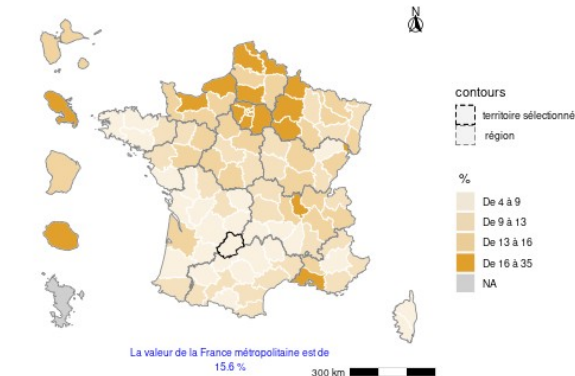 N
contours
territoire sélectionné
région
%
De 4 à 9
De 9 à 13
De 13 à 16
De 16 à 35
NA
La valeur de la France métropolitaine est de
15.6 %
300 km